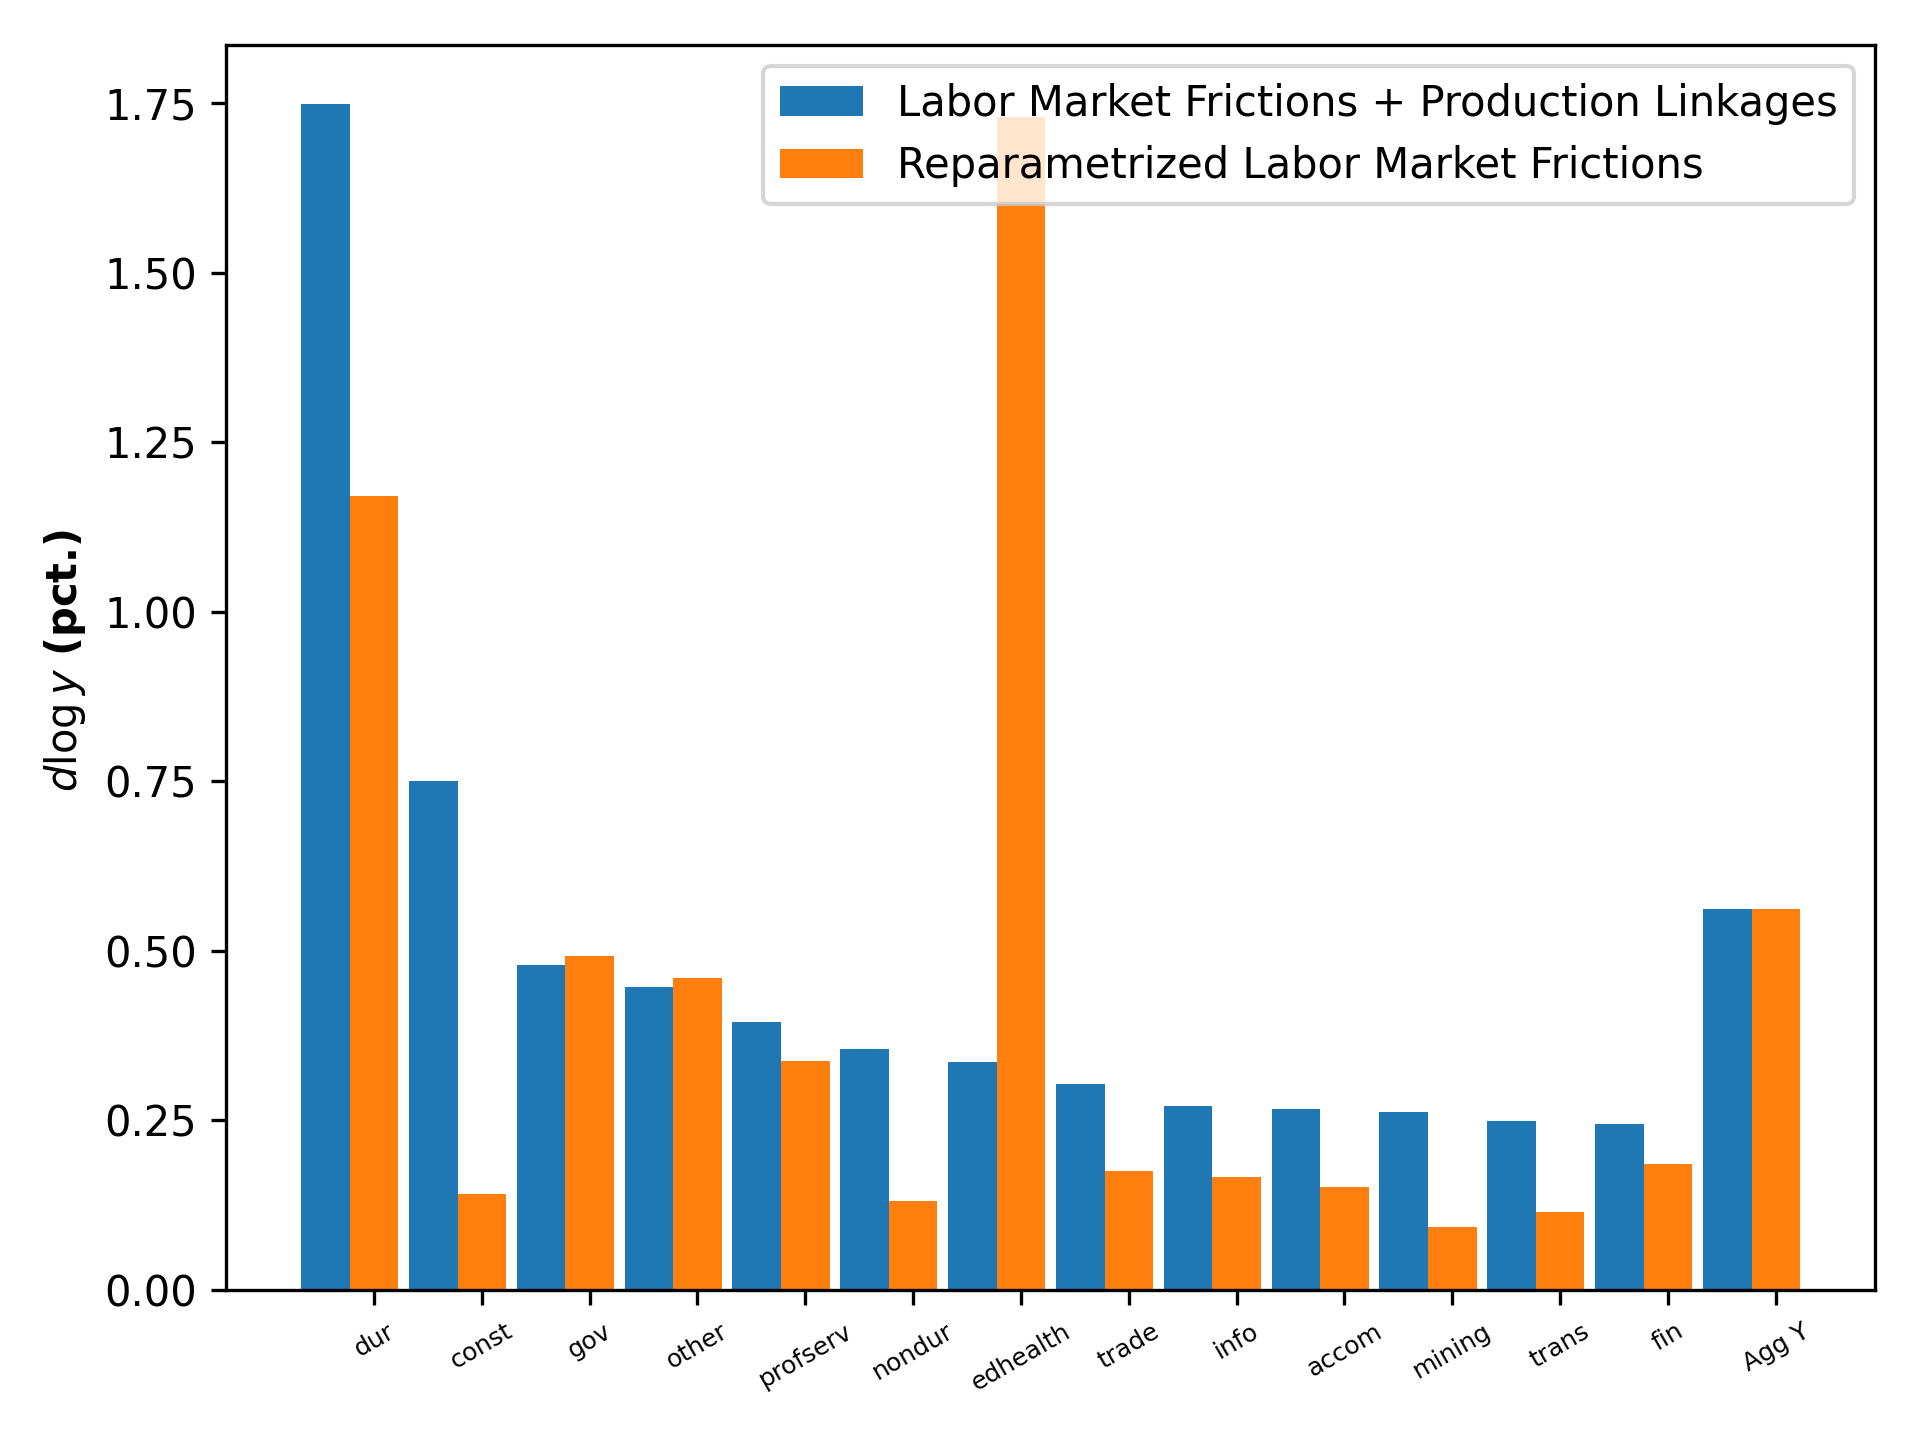 Labor Market Frictions + Production Linkages
Reparametrized Labor Market Frictions
d log y (pct.)
1.75
1.50
1.25
1.00
0.75
0.50
0.25
0.00
dur
const
gov
other
profserv
nondur
edhealth
trade
info
accom
mining
trans
fin
Agg Y